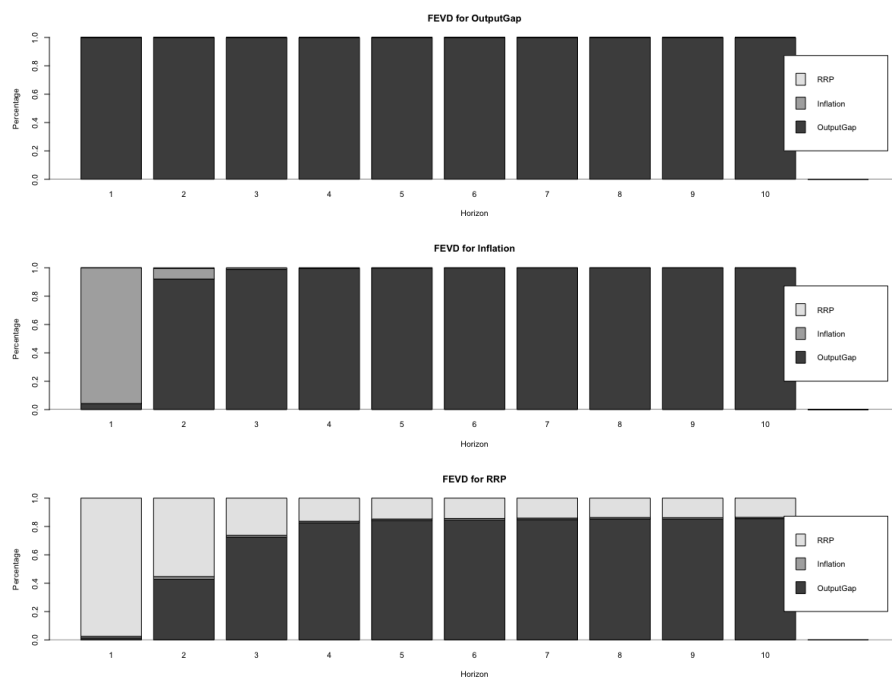 FEVD for OutputGap
Percentage
0.0 0.2 0.4 0.6 0.8 1.0
RRP
Inflation
OutputGap
1 2 3 4 5 6 7 8 9 10
Horizon
FEVD for Inflation
Percentage
0.0 0.2 0.4 0.6 0.8 1.0
RRP
Inflation
OutputGap
1 2 3 4 5 6 7 8 9 10
Horizon
FEVD for RRP
Percentage
0.0 0.2 0.4 0.6 0.8 1.0
RRP
Inflation
OutputGap
1 2 3 4 5 6 7 8 9 10
Horizon